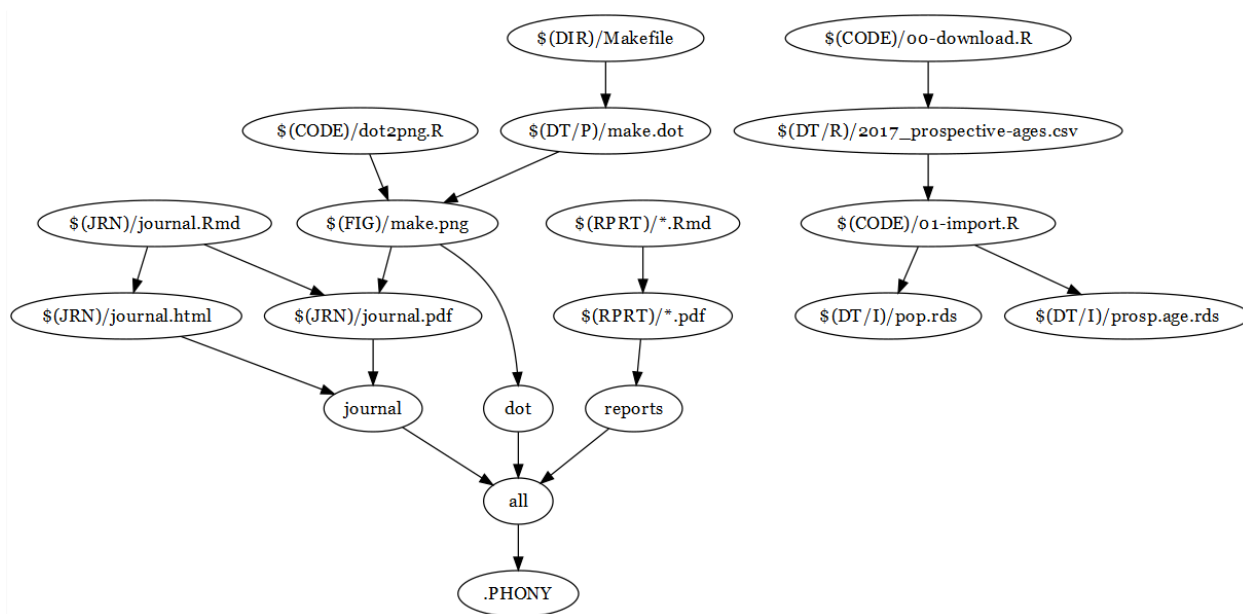 $(DIR)/Makefile
$(CODE)/00-download.R
$(CODE)/dot2png.R
$(DT/P)/make.dot
$(DT/R)/2017_prospective-ages.csv
$(JRN)/journal.Rmd
$(FIG)/make.png
$(RPRT)/*.Rmd
$(CODE)/01-import.R
$(JRN)/journal.html
$(JRN)/journal.pdf
$(RPRT)/*.pdf
$(DT/I)/pop.rds
$(DT/I)/prosp.age.rds
journal
dot
reports
all
.PHONY